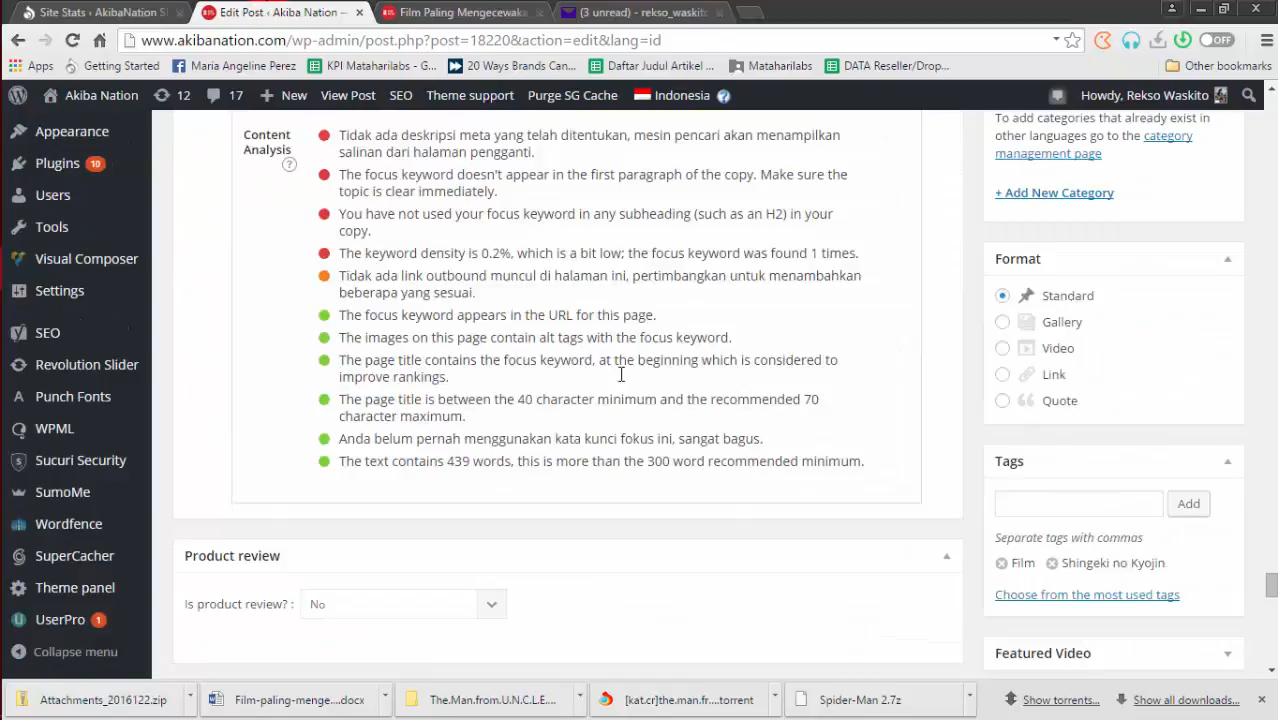 Site Stats ‹ AkibaNation S
Edit Post ‹ Akiba Nation —
Film Paling Mengecewaka
(3 unread) - rekso_waskito
www.akibanation.com/wp-admin/post.php?post=18220&action=edit&lang=id
OFF
Apps
Getting Started
Maria Angeline Perez
KPI Mataharilabs - G...
20 Ways Brands Can...
Daftar Judul Artikel ...
Mataharilabs
DATA Reseller/Drop...
Other bookmarks
Akiba Nation
12
17
New
View Post
SEO
Theme support
Purge SG Cache
Indonesia
Howdy, Rekso Waskito
Appearance
Plugins 10
Users
Tools
Visual Composer
Settings
SEO
Revolution Slider
Punch Fonts
WPML
Sucuri Security
SumoMe
Wordfence
SuperCacher
Theme panel
UserPro 1
Collapse menu
Content
Analysis
?
Tidak ada deskripsi meta yang telah ditentukan, mesin pencari akan menampilkan
salinan dari halaman pengganti.
The focus keyword doesn't appear in the first paragraph of the copy. Make sure the
topic is clear immediately.
You have not used your focus keyword in any subheading (such as an H2) in your
copy.
The keyword density is 0.2%, which is a bit low; the focus keyword was found 1 times.
Tidak ada link outbound muncul di halaman ini, pertimbangkan untuk menambahkan
beberapa yang sesuai.
The focus keyword appears in the URL for this page.
The images on this page contain alt tags with the focus keyword.
The page title contains the focus keyword, at the beginning which is considered to
improve rankings.
The page title is between the 40 character minimum and the recommended 70
character maximum.
Anda belum pernah menggunakan kata kunci fokus ini, sangat bagus.
The text contains 439 words, this is more than the 300 word recommended minimum.
Product review
Is product review? :
No
To add categories that already exist in
other languages go to the category
management page
+ Add New Category
Format
Standard
Gallery
Video
Link
Quote
Tags
Add
Separate tags with commas
Film
Shingeki no Kyojin
Choose from the most used tags
Featured Video
Attachments_2016122.zip
Film-paling-menge....docx
The.Man.from.U.N.C.L.E....
[kat.cr]the.man.fr....torrent
Spider-Man 2.7z
Show torrents...
Show all downloads...